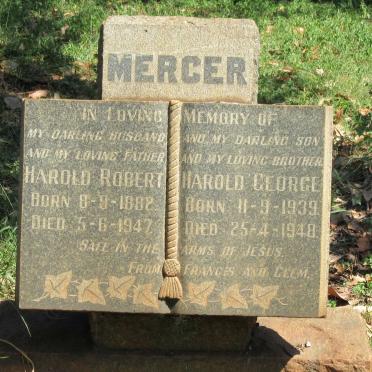 MERCER
IN LOVING MEMORY OF
MY DARLING HUSBAND AND MY DARLING SON
AND MY LOVING FATHER AND MY LOVING BROTHER
HAROLD ROBERT HAROLD GEORGE
BORN 8-9-1882 BORN 11-9-1939
DIED 5-6-1947 DIED 25-4-1948
SAFE IN THE ARMS OF JESUS.
FROM FRANCIS AND CLEM.